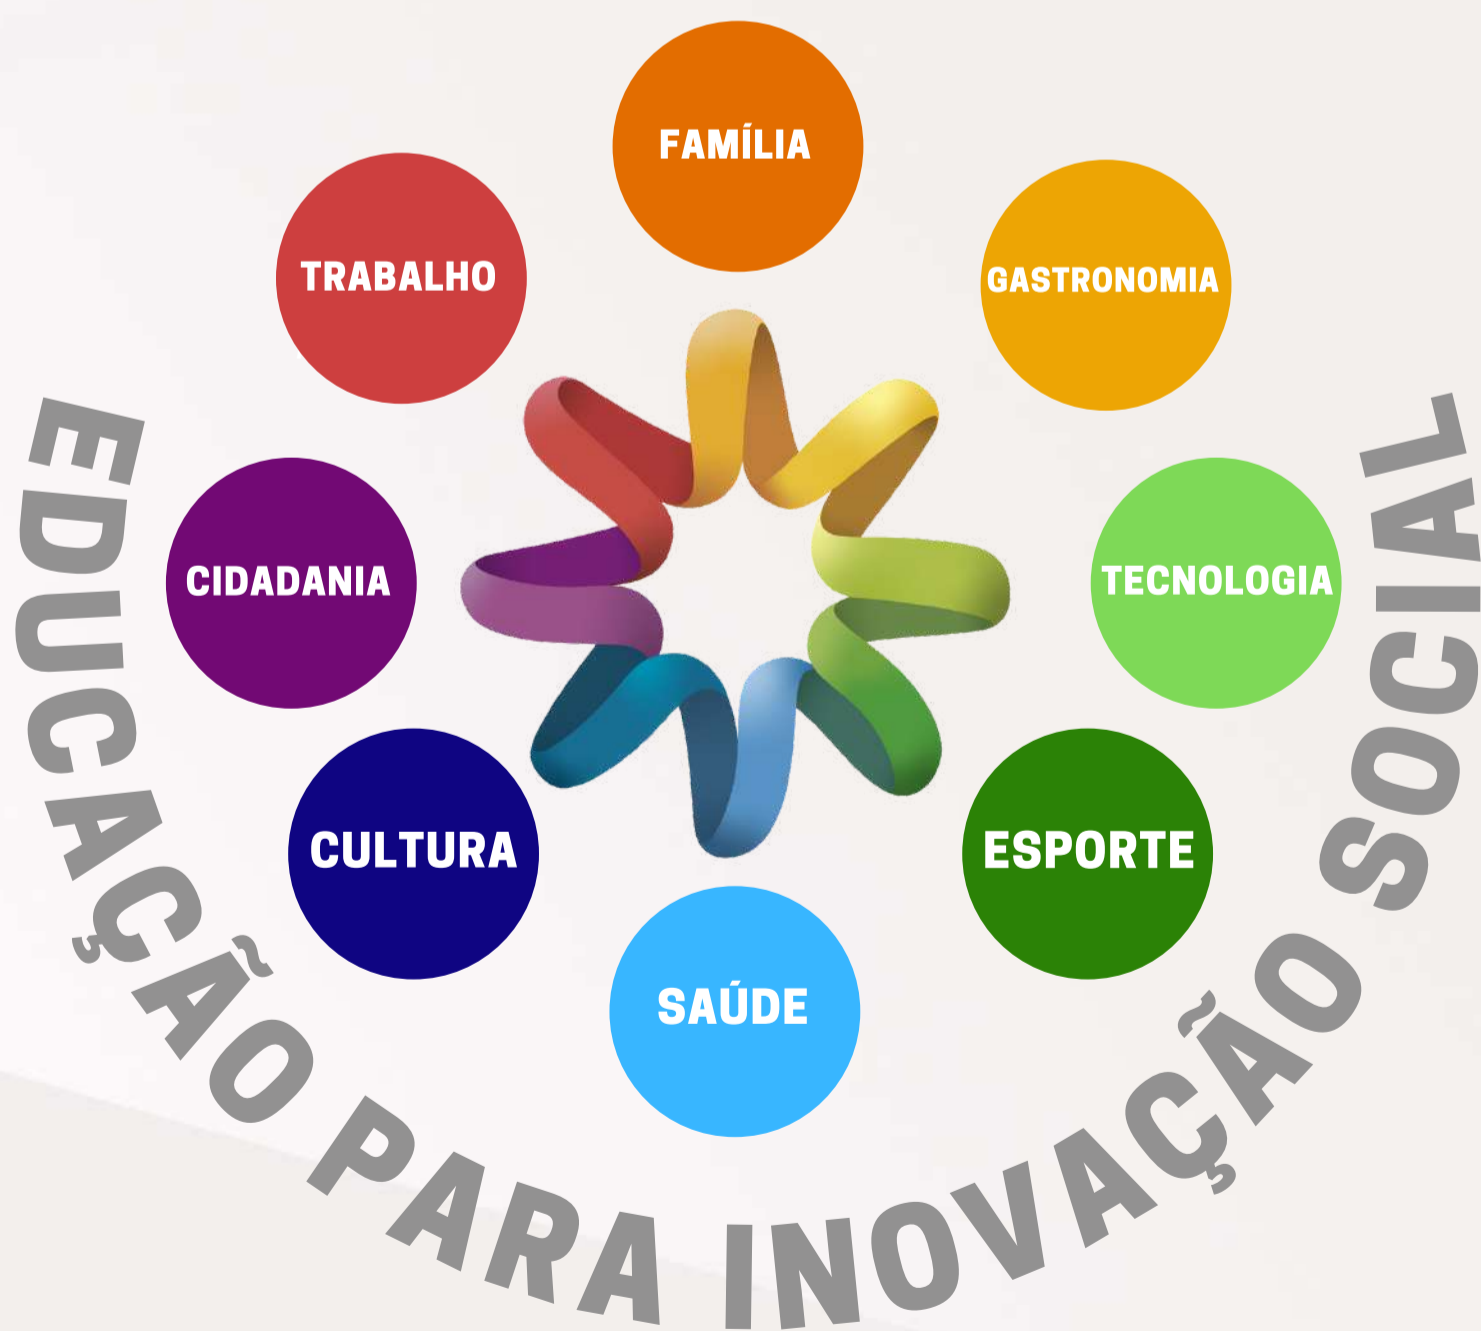 FAMÍLIA
TRABALHO
GASTRONOMIA
CIDADANIA
TECNOLOGIA
CULTURA
ESPORTE
SAÚDE
EDUCAÇÃO PARA INOVAÇÃO SOCIAL